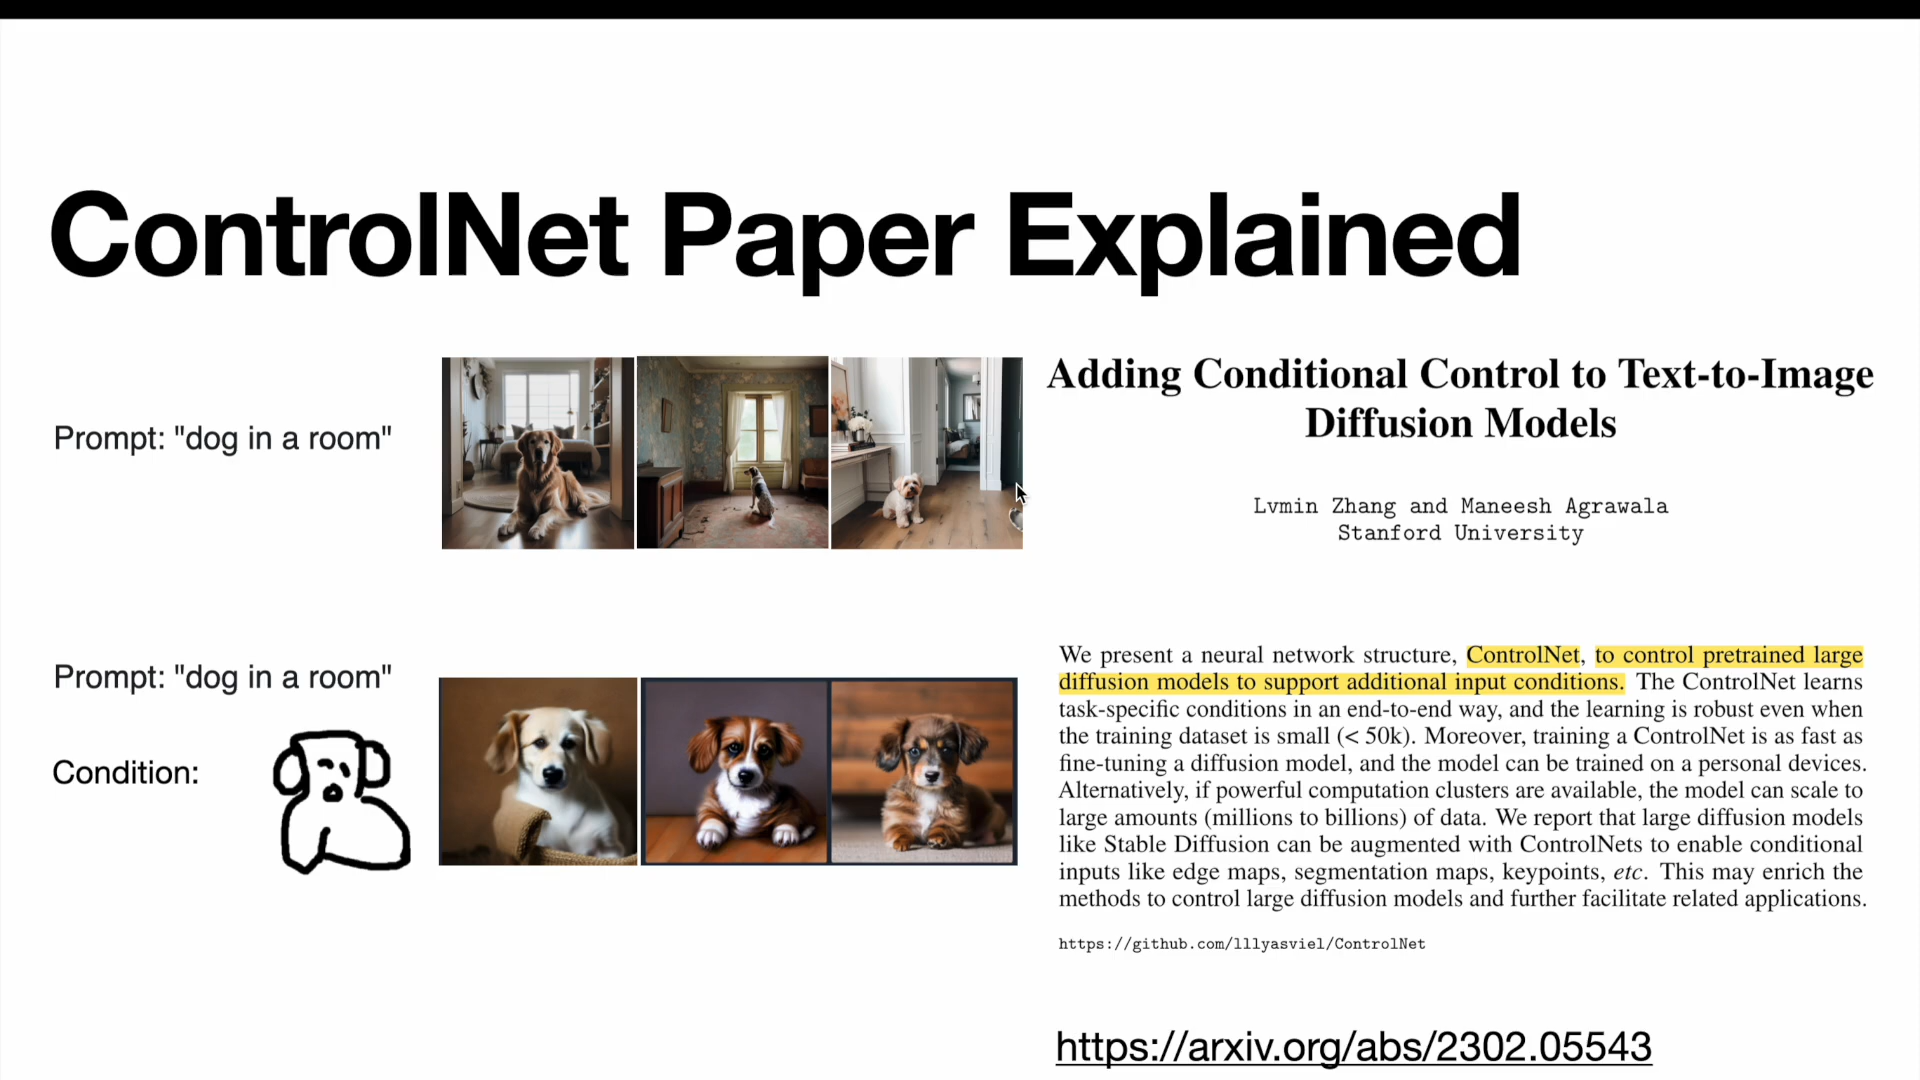 ControlNet Paper Explained
Prompt: "dog in a room"
Adding Conditional Control to Text-to-Image
Diffusion Models
Lvmin Zhang and Maneesh Agrawala
Stanford University
Prompt: "dog in a room"
Condition:
We present a neural network structure, ControlNet, to control pretrained large
diffusion models to support additional input conditions. The ControlNet learns
task-specific conditions in an end-to-end way, and the learning is robust even when
the training dataset is small (< 50k). Moreover, training a ControlNet is as fast as
fine-tuning a diffusion model, and the model can be trained on a personal devices.
Alternatively, if powerful computation clusters are available, the model can scale to
large amounts (millions to billions) of data. We report that large diffusion models
like Stable Diffusion can be augmented with ControlNets to enable conditional
inputs like edge maps, segmentation maps, keypoints, etc. This may enrich the
methods to control large diffusion models and further facilitate related applications.
https://github.com/lllyasviel/ControlNet
https://arxiv.org/abs/2302.05543